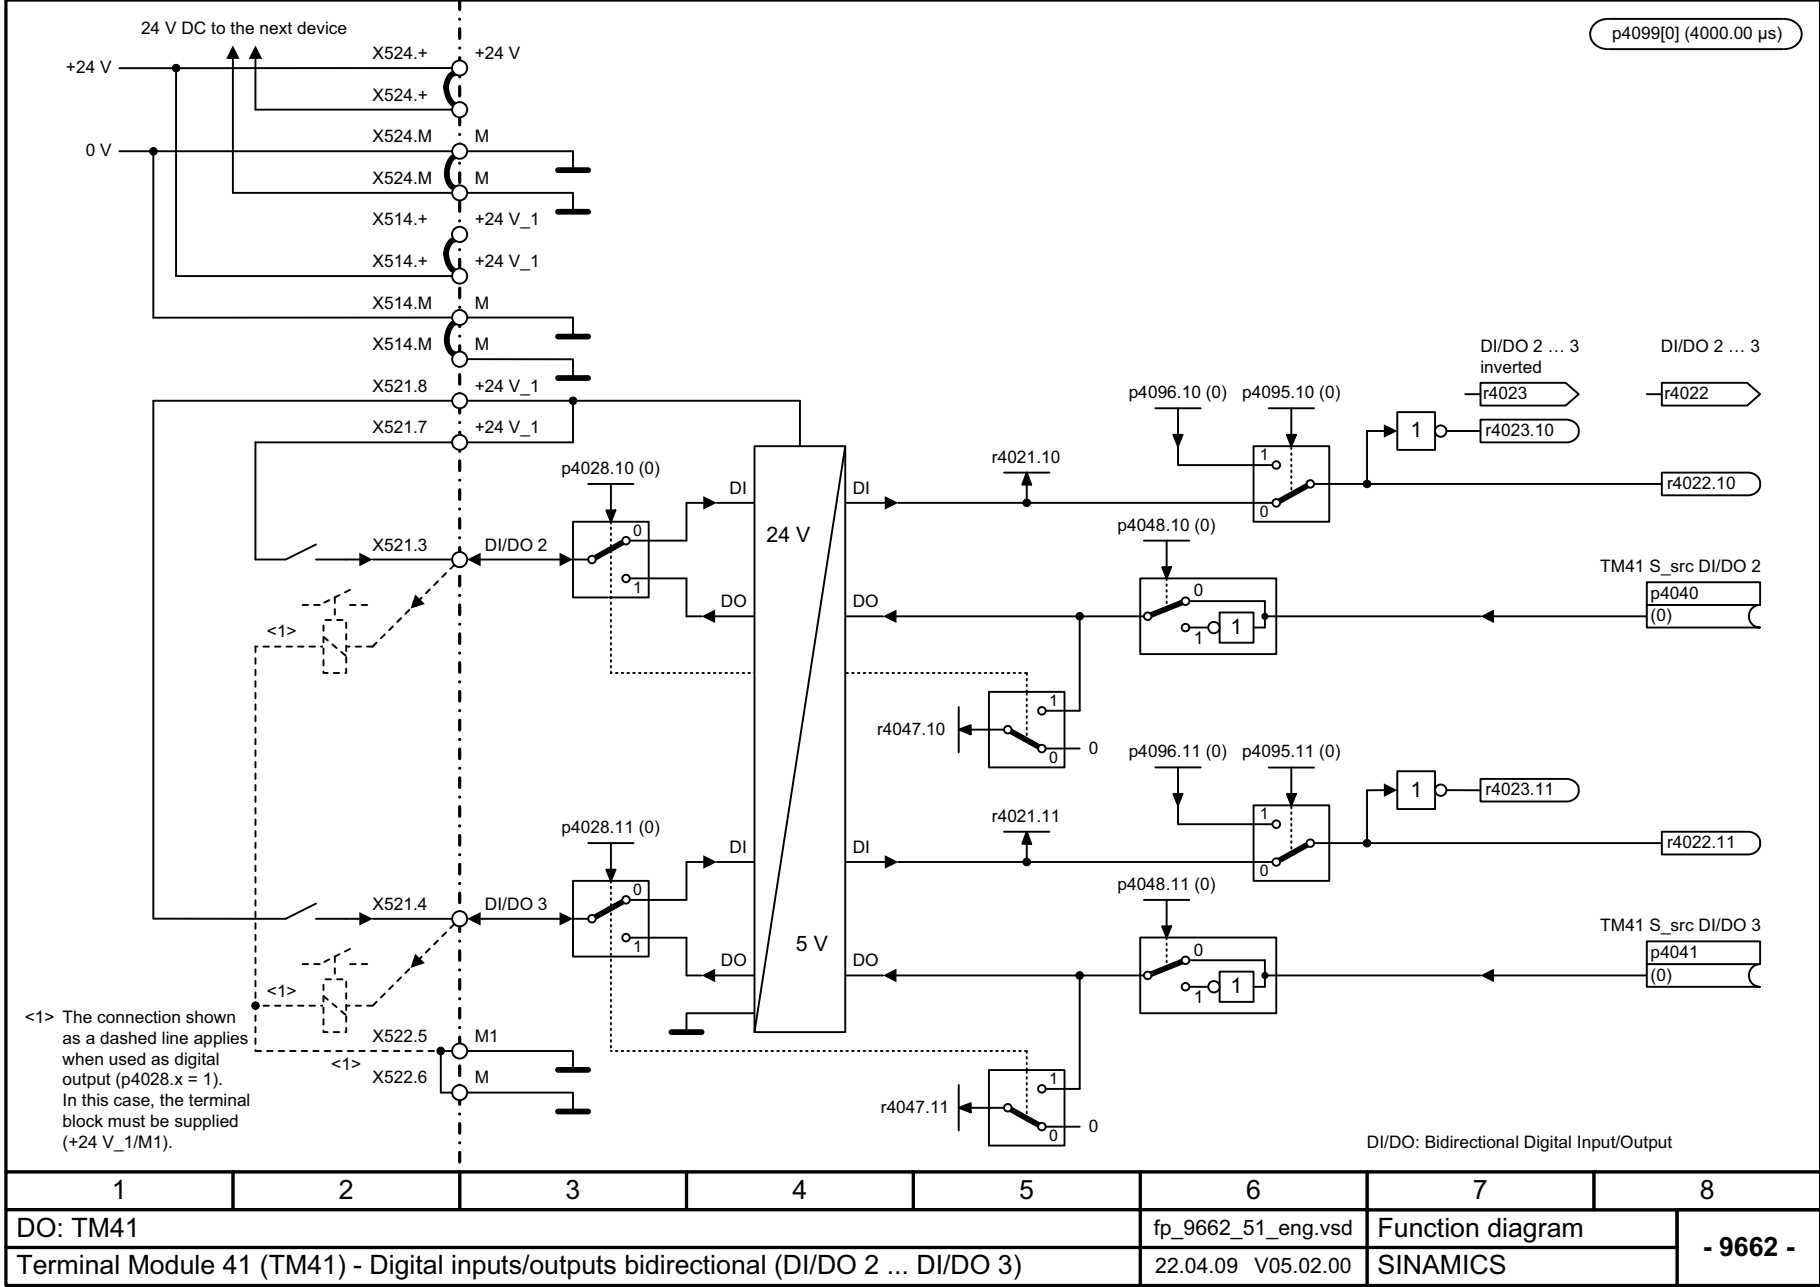 24 V DC to the next device
p4099[0] (4000.00 µs)
+24 V
X524.+
+24 V
X524.+
0 V
X524.M
M
X524.M
M
X514.+
+24 V_1
X514.+
+24 V_1
X514.M
M
X514.M
M
X521.8
+24 V_1
X521.7
+24 V_1
DI/DO 2 … 3
inverted
r4023
DI/DO 2 … 3
r4022
p4096.10 (0)
p4095.10 (0)
1
r4023.10
p4028.10 (0)
r4021.10
1
0
r4022.10
DI
DI
24 V
0
1
X521.3
DI/DO 2
DO
DO
p4048.10 (0)
0
1
1
TM41 S_src DI/DO 2
p4040
(0)
<1>
r4047.10
1
0
0
p4096.11 (0)
p4095.11 (0)
1
r4023.11
p4028.11 (0)
r4021.11
1
0
r4022.11
DI
DI
0
1
X521.4
DI/DO 3
5 V
DO
DO
p4048.11 (0)
0
1
1
TM41 S_src DI/DO 3
p4041
(0)
<1>
<1> The connection shown
as a dashed line applies
when used as digital
output (p4028.x = 1).
In this case, the terminal
block must be supplied
(+24 V_1/M1).
X522.5
M1
<1>
X522.6
M
r4047.11
1
0
0
DI/DO: Bidirectional Digital Input/Output
1 2 3 4 5 6 7 8
DO: TM41
fp_9662_51_eng.vsd
Function diagram
- 9662 -
Terminal Module 41 (TM41) - Digital inputs/outputs bidirectional (DI/DO 2 ... DI/DO 3)
22.04.09 V05.02.00
SINAMICS